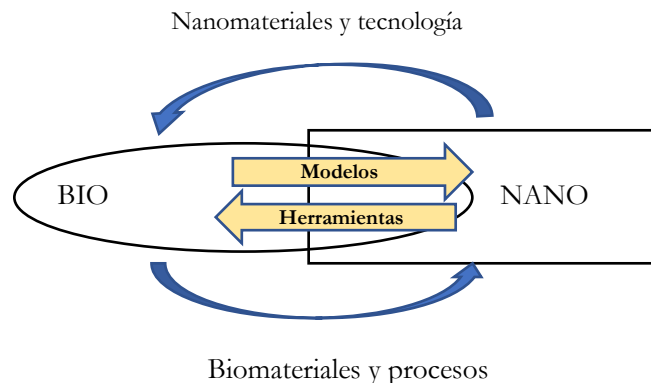 Nanomateriales y tecnología
Modelos
BIO
NANO
Herramientas
Biomateriales y procesos